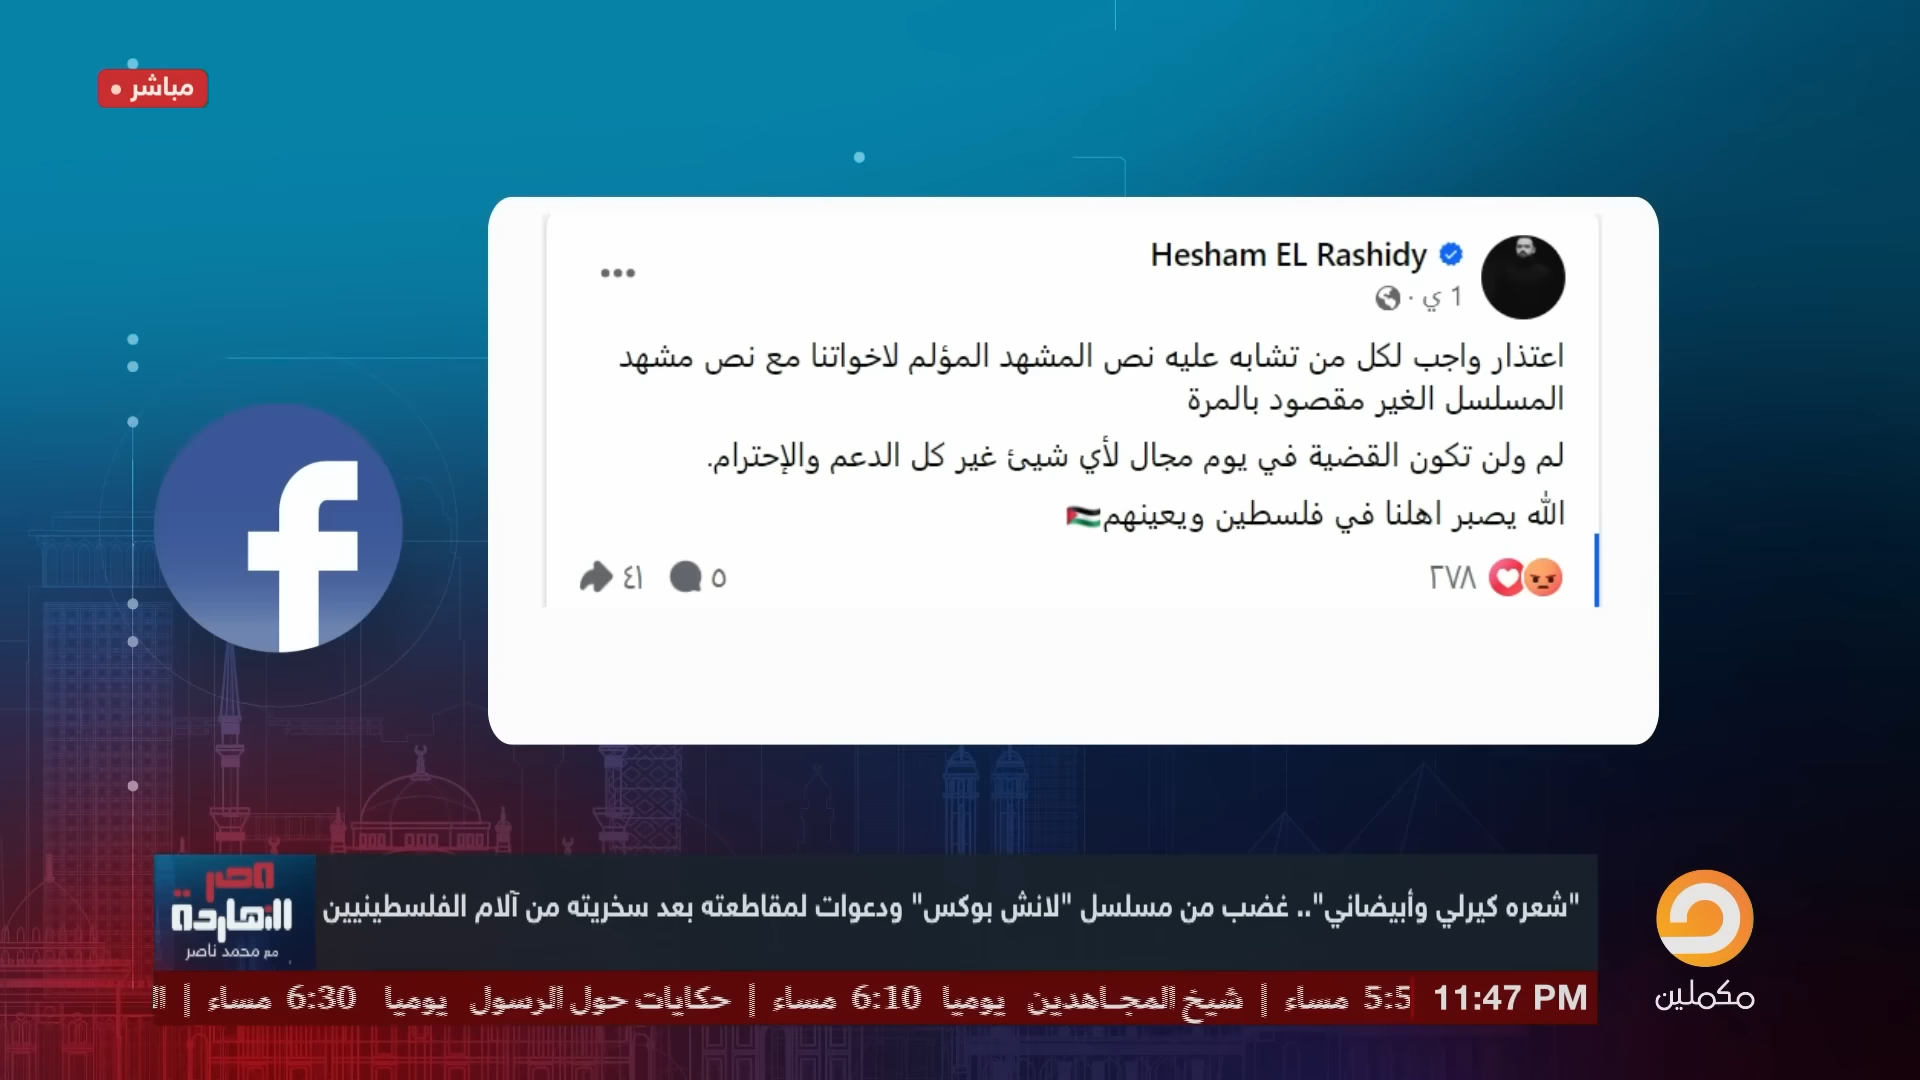 مباشر
Hesham EL Rashidy
1 ي ·
اعتذار واجب لكل من تشابه عليه نص المشهد المؤلم لاخواتنا مع نص مشهد
المسلسل الغير مقصود بالمرة
لم ولن تكون القضية في يوم مجال لأي شيئ غير كل الدعم والإحترام.
الله يصبر اهلنا في فلسطين ويعينهم🇵🇸
٢٧٨
٥
٤١
"شعره كيرلي وأبيضاني".. غضب من مسلسل "لانش بوكس" ودعوات لمقاطعته بعد سخريته من آلام الفلسطينيين
مصر
النهاردة
مع محمد ناصر
11:47 PM
5:5 مساء | شيخ المجاهدين يوميا 6:10 مساء | حكايات حول الرسول يوميا 6:30 مساء |
مكملين